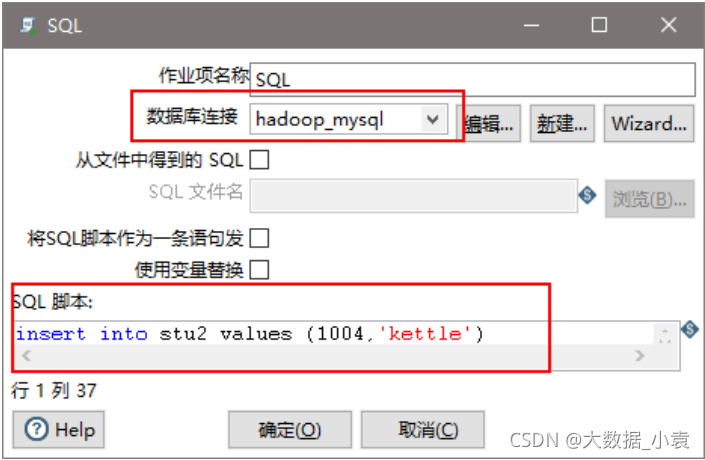 SQL
作业项名称 SQL
数据库连接 hadoop_mysql 编辑... 新建... Wizard...
从文件中得到的 SQL
SQL 文件名 浏览(B)...
将SQL脚本作为一条语句发
使用变量替换
SQL 脚本:
insert into stu2 values (1004,'kettle')
行 1 列 37
Help 确定(O) 取消(C)
CSDN @大数据_小袁